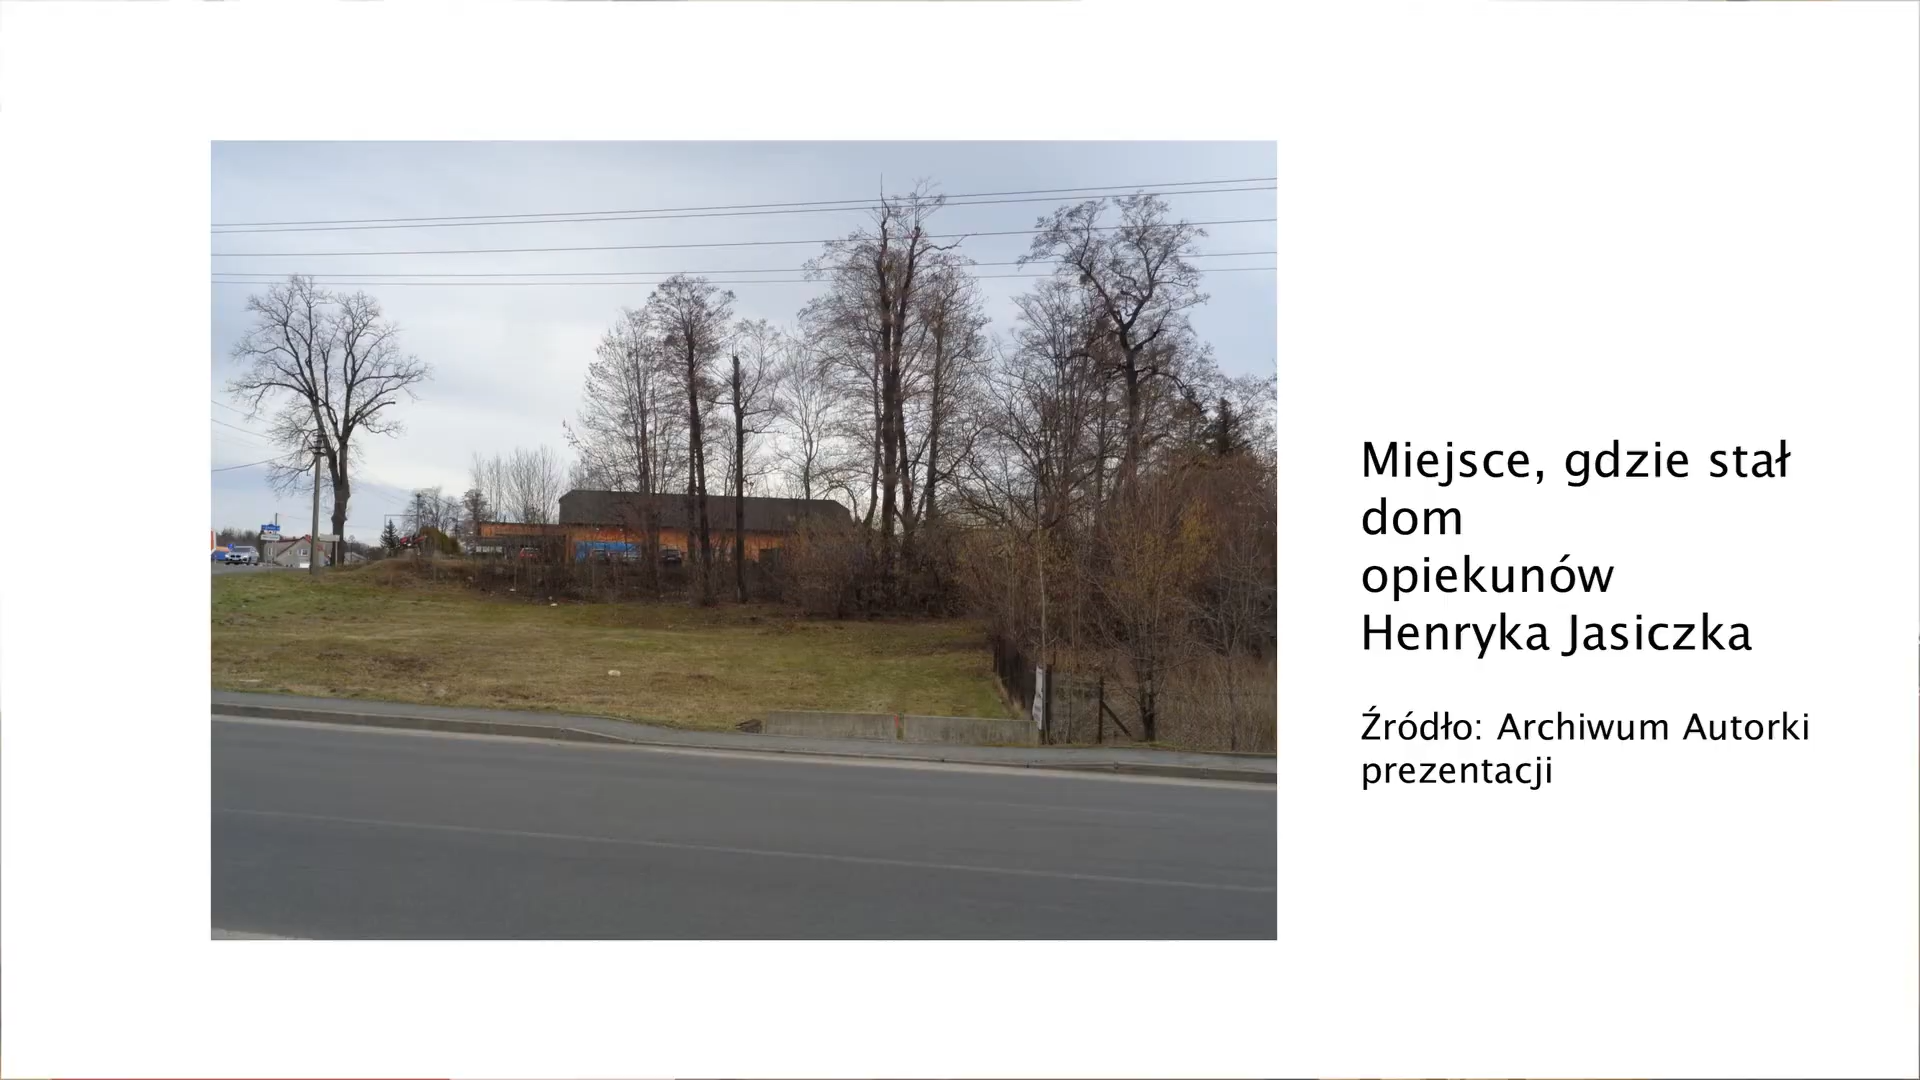 Miejsce, gdzie stał
dom
opiekunów
Henryka Jasiczka
Źródło: Archiwum Autorki
prezentacji